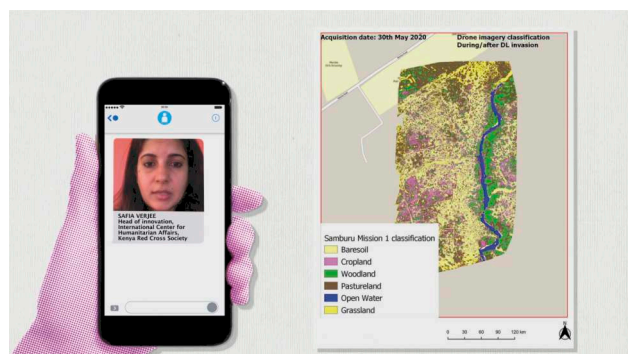 SAFIA VERJEE
Head of innovation,
International Center for
Humanitarian Affairs,
Kenya Red Cross Society
Acquisition date: 30th May 2020
Drone imagery classification
During/after DL invasion
Samburu Mission 1 classification
Baresoil
Cropland
Woodland
Pastureland
Open Water
Grassland
0 30 60 90 120 km
N